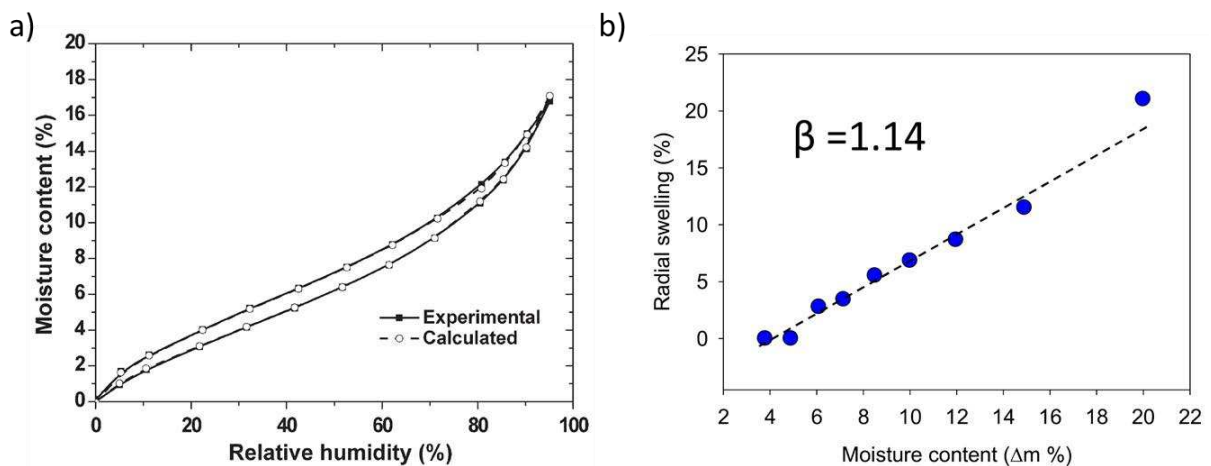 a)
20
18
16
14
12
10
8
6
4
2
0
Moisture content (%)
Experimental
Calculated
0 20 40 60 80 100
Relative humidity (%)
b)
25
20
15
10
5
0
Radial swelling (%)
β =1.14
2 4 6 8 10 12 14 16 18 20 22
Moisture content (Δm %)